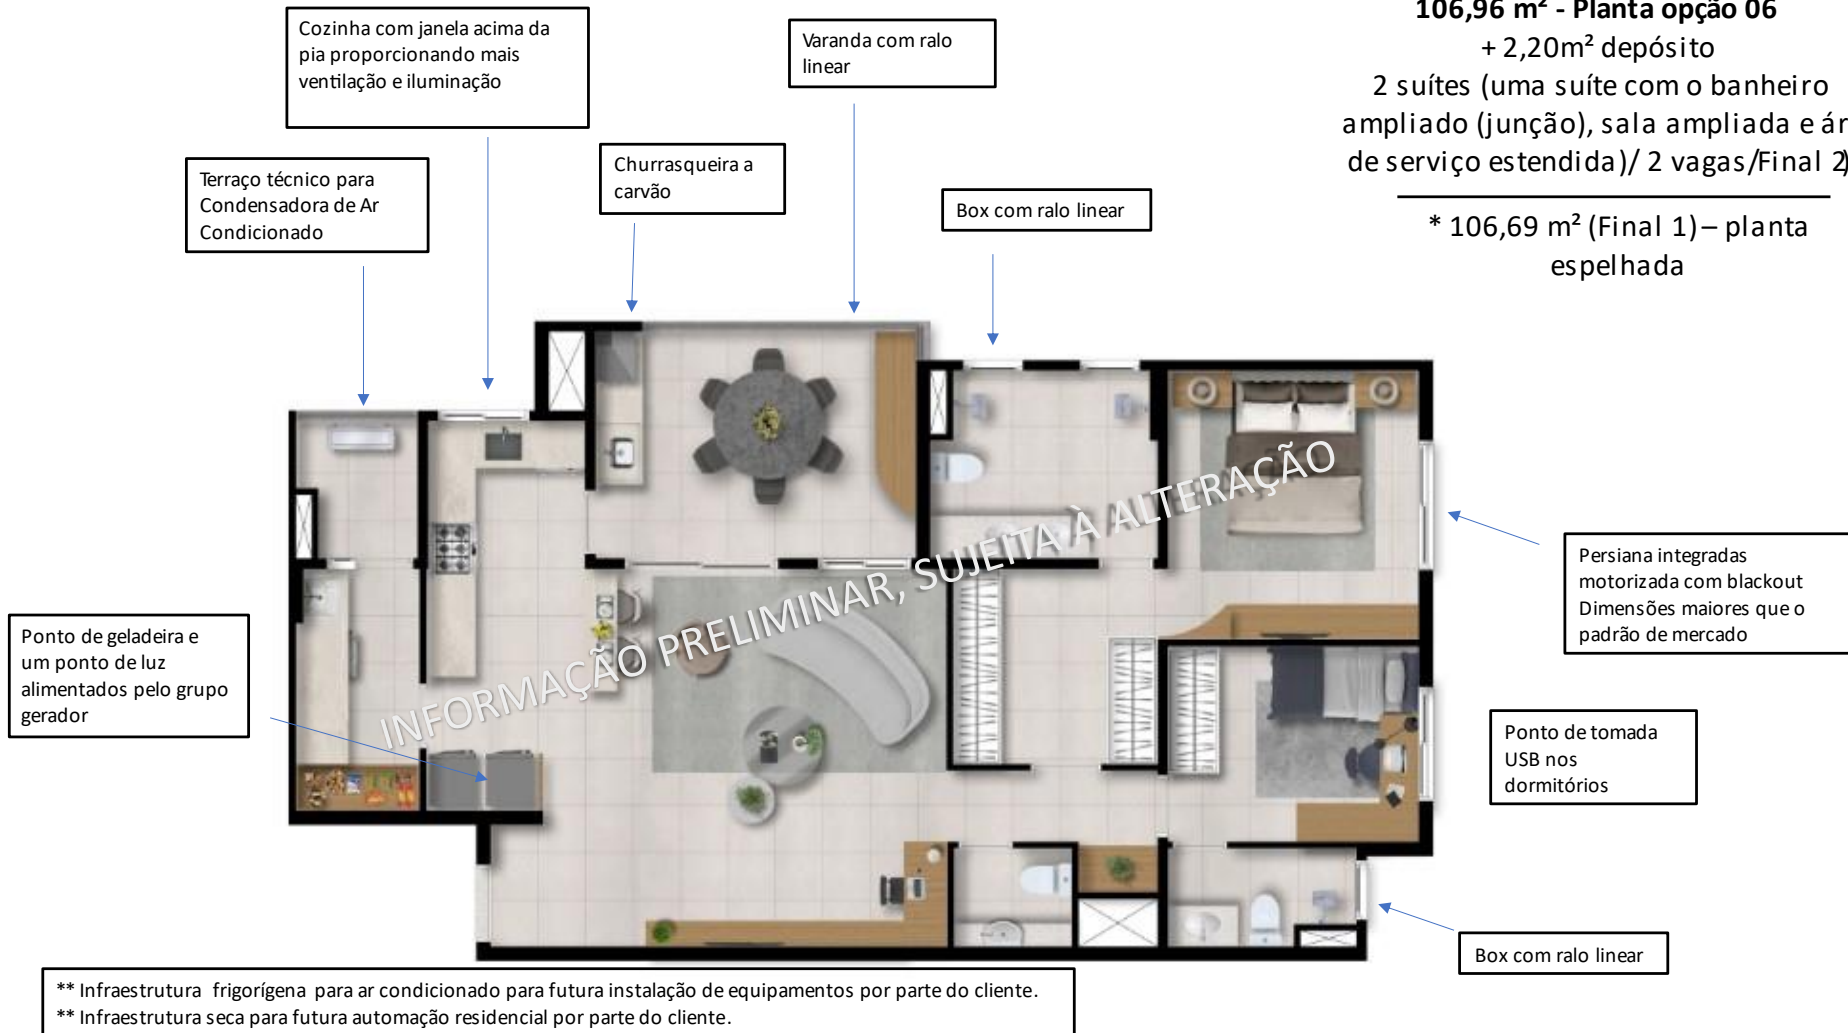 106,96 m² - Planta opção 06
+ 2,20m² depósito
2 suítes (uma suíte com o banheiro
ampliado (junção), sala ampliada e ár
de serviço estendida)/ 2 vagas/Final 2)
* 106,69 m² (Final 1) – planta
espelhada
Cozinha com janela acima da
pia proporcionando mais
ventilação e iluminação
Varanda com ralo
linear
Terraço técnico para
Condensadora de Ar
Condicionado
Churrasqueira a
carvão
Box com ralo linear
Persiana integradas
motorizada com blackout
Dimensões maiores que o
padrão de mercado
Ponto de geladeira e
um ponto de luz
alimentados pelo grupo
gerador
INFORMAÇÃO PRELIMINAR, SUJEITA À ALTERAÇÃO
Ponto de tomada
USB nos
dormitórios
Box com ralo linear
** Infraestrutura frigorígena para ar condicionado para futura instalação de equipamentos por parte do cliente.
** Infraestrutura seca para futura automação residencial por parte do cliente.